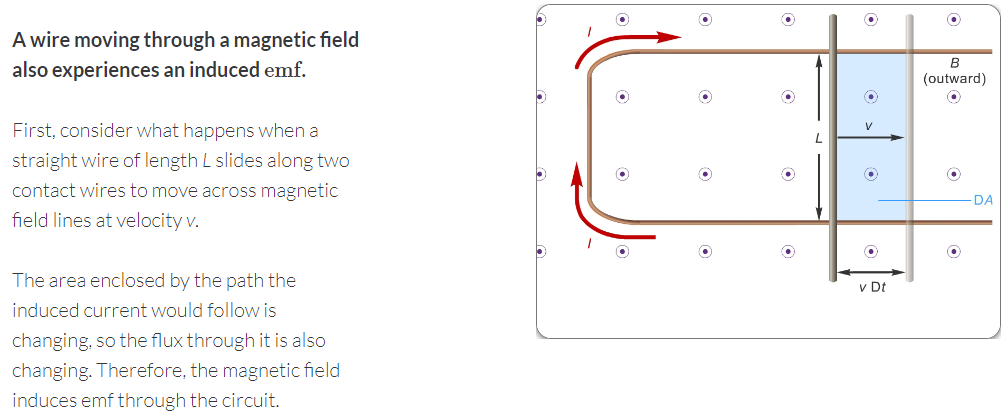 A wire moving through a magnetic field
also experiences an induced emf.
First, consider what happens when a
straight wire of length L slides along two
contact wires to move across magnetic
field lines at velocity v.
The area enclosed by the path the
induced current would follow is
changing, so the flux through it is also
changing. Therefore, the magnetic field
induces emf through the circuit.
I
B
(outward)
v
L
DA
I
v Dt